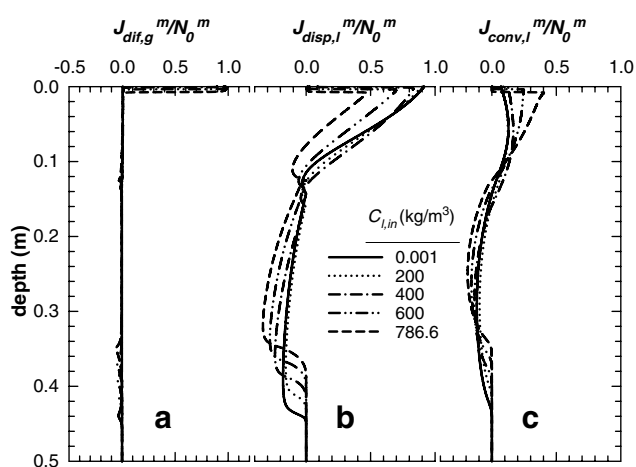 J_dif,g^m/N_0^m J_disp,l^m/N_0^m J_conv,l^m/N_0^m
-0.5 0.0 0.5 1.0 0.0 0.5 1.0 0.0 0.5 1.0
0.0
0.1
0.2
0.3
0.4
0.5
depth (m)
C_l,in (kg/m³)
0.001
200
400
600
786.6
a b c